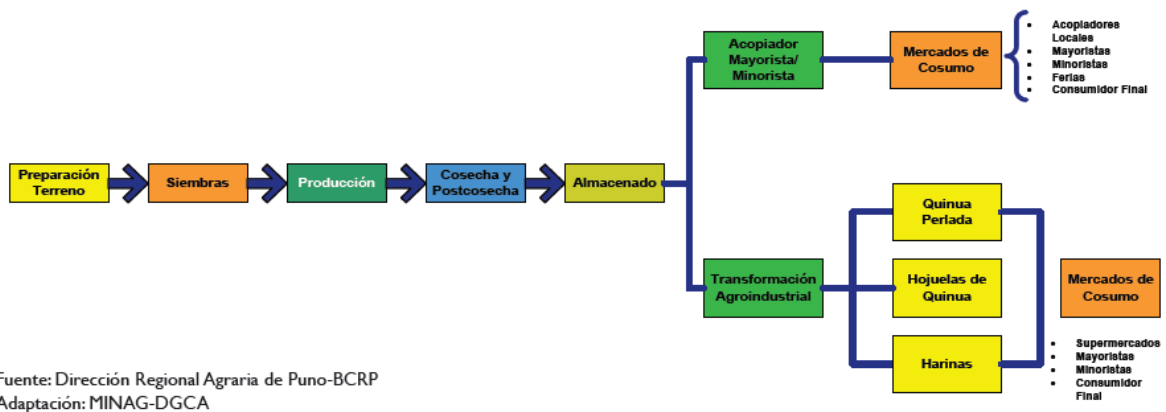 Preparación
Terreno
Siembras
Producción
Cosecha y
Postcosecha
Almacenado
Acopiador
Mayorista/
Minorista
Mercados de
Cosumo
• Acopiadores
Locales
• Mayoristas
• Minoristas
• Ferias
• Consumidor Final
Transformación
Agroindustrial
Quinua
Perlada
Hojuelas de
Quinua
Harinas
Mercados de
Cosumo
• Supermercados
• Mayoristas
• Minoristas
• Consumidor
Final
Fuente: Dirección Regional Agraria de Puno-BCRP
Adaptación: MINAG-DGCA